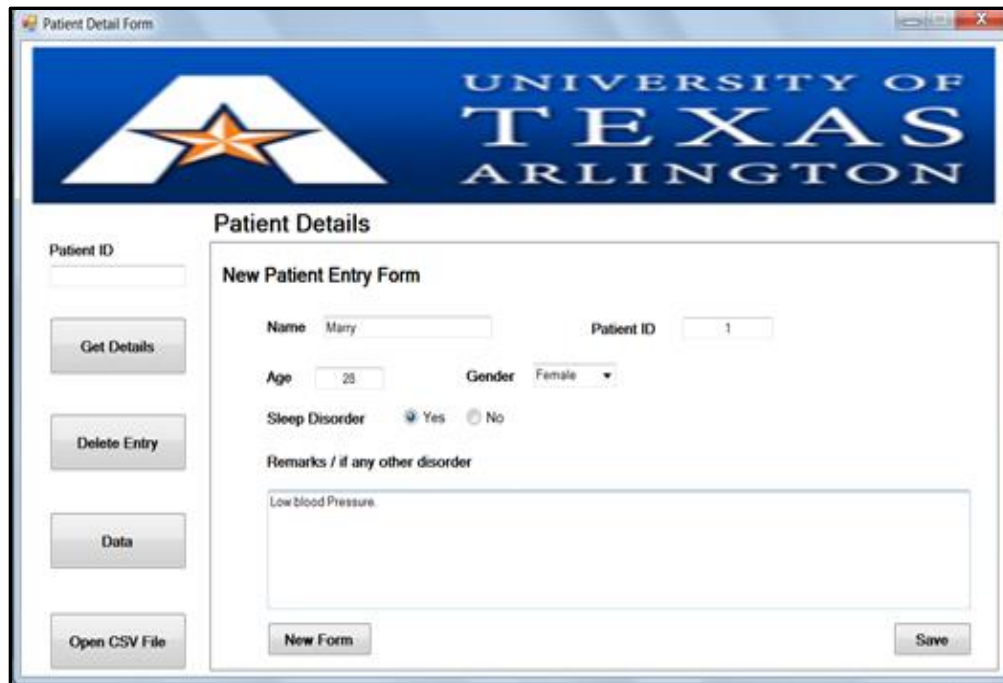 Patient Detail Form
X
UNIVERSITY OF
TEXAS
ARLINGTON
Patient Details
Patient ID
Get Details
Delete Entry
Data
Open CSV File
New Patient Entry Form
Name Marry Patient ID 1
Age 28 Gender Female
Sleep Disorder Yes No
Remarks / if any other disorder
Low blood Pressure.
New Form Save